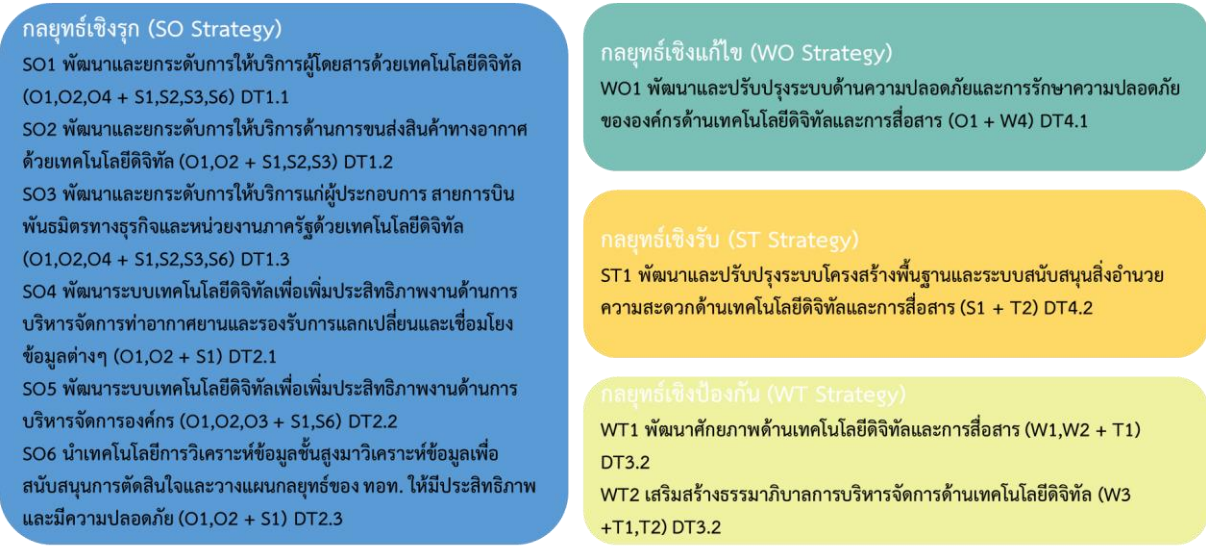 กลยุทธ์เชิงรุก (SO Strategy)
SO1 พัฒนาและยกระดับการให้บริการผู้โดยสารด้วยเทคโนโลยีดิจิทัล
(O1,O2,O4 + S1,S2,S3,S6) DT1.1
SO2 พัฒนาและยกระดับการให้บริการด้านการขนส่งสินค้าทางอากาศ
ด้วยเทคโนโลยีดิจิทัล (O1,O2 + S1,S2,S3) DT1.2
SO3 พัฒนาและยกระดับการให้บริการแก่ผู้ประกอบการ สายการบิน
พันธมิตรทางธุรกิจและหน่วยงานภาครัฐด้วยเทคโนโลยีดิจิทัล
(O1,O2,O4 + S1,S2,S3,S6) DT1.3
SO4 พัฒนาระบบเทคโนโลยีดิจิทัลเพื่อเพิ่มประสิทธิภาพงานด้านการ
บริหารจัดการท่าอากาศยานและรองรับการแลกเปลี่ยนและเชื่อมโยง
ข้อมูลต่างๆ (O1,O2 + S1) DT2.1
SO5 พัฒนาระบบเทคโนโลยีดิจิทัลเพื่อเพิ่มประสิทธิภาพงานด้านการ
บริหารจัดการองค์กร (O1,O2,O3 + S1,S6) DT2.2
SO6 นำเทคโนโลยีการวิเคราะห์ข้อมูลชั้นสูงมาวิเคราะห์ข้อมูลเพื่อ
สนับสนุนการตัดสินใจและวางแผนกลยุทธ์ของ ทอท. ให้มีประสิทธิภาพ
และมีความปลอดภัย (O1,O2 + S1) DT2.3
กลยุทธ์เชิงแก้ไข (WO Strategy)
WO1 พัฒนาและปรับปรุงระบบด้านความปลอดภัยและการรักษาความปลอดภัย
ขององค์กรด้านเทคโนโลยีดิจิทัลและการสื่อสาร (O1 + W4) DT4.1
กลยุทธ์เชิงรับ (ST Strategy)
ST1 พัฒนาและปรับปรุงระบบโครงสร้างพื้นฐานและระบบสนับสนุนสิ่งอำนวย
ความสะดวกด้านเทคโนโลยีดิจิทัลและการสื่อสาร (S1 + T2) DT4.2
กลยุทธ์เชิงป้องกัน (WT Strategy)
WT1 พัฒนาศักยภาพด้านเทคโนโลยีดิจิทัลและการสื่อสาร (W1,W2 + T1)
DT3.2
WT2 เสริมสร้างธรรมาภิบาลการบริหารจัดการด้านเทคโนโลยีดิจิทัล (W3
+T1,T2) DT3.2